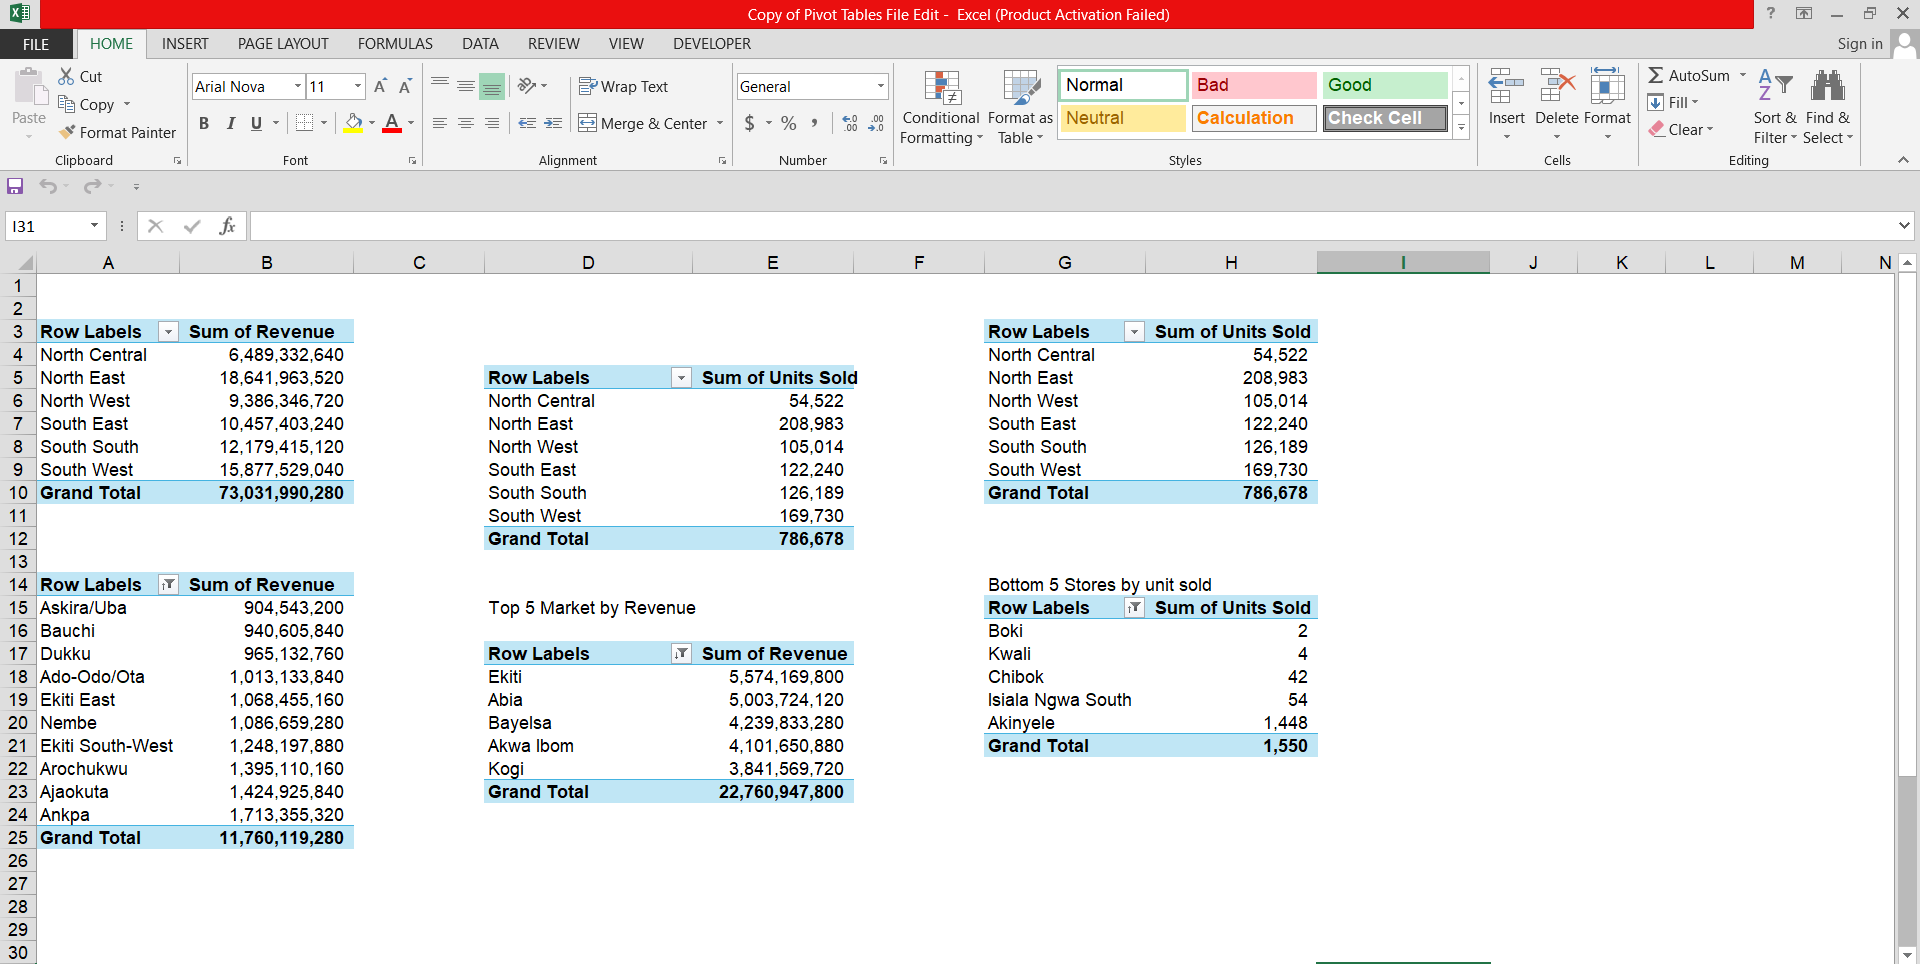 Copy of Pivot Tables File Edit -  Excel (Product Activation Failed)
?
FILE HOME INSERT PAGE LAYOUT FORMULAS DATA REVIEW VIEW DEVELOPER Sign in
Paste
Cut
Copy
Format Painter
Clipboard
Arial Nova 11 A A
B I U A
Font
Wrap Text
Merge & Center
Alignment
General
$ % , .00 .0
Number
Conditional Formatting
Format as Table
Normal Bad Good
Neutral Calculation Check Cell
Styles
Insert Delete Format
Cells
AutoSum
Fill
Clear
Sort & Filter
Find & Select
Editing
I31 fx
A B C D E F G H I J K L M N
1
2
3 Row Labels Sum of Revenue Row Labels Sum of Units Sold
4 North Central 6,489,332,640 North Central 54,522
5 North East 18,641,963,520 Row Labels Sum of Units Sold North East 208,983
6 North West 9,386,346,720 North Central 54,522 North West 105,014
7 South East 10,457,403,240 North East 208,983 South East 122,240
8 South South 12,179,415,120 North West 105,014 South South 126,189
9 South West 15,877,529,040 South East 122,240 South West 169,730
10 Grand Total 73,031,990,280 South South 126,189 Grand Total 786,678
11 South West 169,730
12 Grand Total 786,678
13
14 Row Labels Sum of Revenue Bottom 5 Stores by unit sold
15 Askira/Uba 904,543,200 Top 5 Market by Revenue Row Labels Sum of Units Sold
16 Bauchi 940,605,840 Boki 2
17 Dukku 965,132,760 Row Labels Sum of Revenue Kwali 4
18 Ado-Odo/Ota 1,013,133,840 Ekiti 5,574,169,800 Chibok 42
19 Ekiti East 1,068,455,160 Abia 5,003,724,120 Isiala Ngwa South 54
20 Nembe 1,086,659,280 Bayelsa 4,239,833,280 Akinyele 1,448
21 Ekiti South-West 1,248,197,880 Akwa Ibom 4,101,650,880 Grand Total 1,550
22 Arochukwu 1,395,110,160 Kogi 3,841,569,720
23 Ajaokuta 1,424,925,840 Grand Total 22,760,947,800
24 Ankpa 1,713,355,320
25 Grand Total 11,760,119,280
26
27
28
29
30